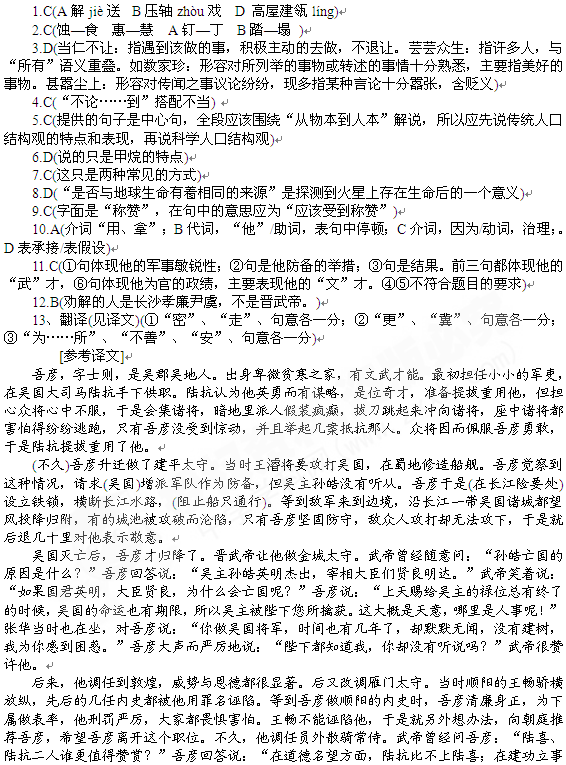 1.C(A 解 jiè 送　B 压轴 zhòu 戏　D 高屋建瓴 líng)
2.C(蚀—食　惠—慧　A 钉—丁　B 踏—塌 )
3.D(当仁不让：指遇到该做的事，积极主动的去做，不退让。芸芸众生：指许多人，与
“所有”语义重叠。如数家珍：形容对所列举的事物或转述的事情十分熟悉，主要指美好的
事物。甚嚣尘上：形容对传闻之事议论纷纷，现多指某种言论十分嚣张，含贬义)
4.C(“不论……到”搭配不当)
5.C(提供的句子是中心句，全段应该围绕“从物本到人本”解说，所以应先说传统人口
结构观的特点和表现，再说科学人口结构观)
6.D(说的只是甲烷的特点)
7.C(这只是两种常见的方式)
8.D(“是否与地球生命有着相同的来源”是探测到火星上存在生命后的一个意义)
9.C(字面是“称赞”，在句中的意思应为“应该受到称赞”)
10.A(介词“用、拿”；B 代词，“他”/助词，表句中停顿；C 介词，因为/动词，治理；。
D 表承接/表假设)
11.C(①句体现他的军事敏锐性；②句是他防备的举措；③句是结果。前三句都体现他的
“武”才，⑥句体现他为官的政绩，主要表现他的“文”才。④⑤不符合题目的要求)
12.B(劝解的人是长沙孝廉尹虞，不是晋武帝。)
13、翻译(见译文)(①“密”、“走”、句意各一分；②“更”、“冀”、句意各一分；
③“为……所”、“不善”、“安”、句意各一分)
[参考译文]
吾彦，字士则，是吴郡吴地人。出身卑微贫寒之家，有文武才能。最初担任小小的军吏，
在吴国大司马陆抗手下供职。陆抗认为他英勇而有谋略，是位奇才，准备提拔重用他，但担
心众将心中不服，于是会集诸将，暗地里派人假装疯癫，拔刀跳起来冲向诸将，座中诸将都
害怕得纷纷逃跑，只有吾彦没受到惊动，并且举起几案抵抗那人。众将因而佩服吾彦勇敢，
于是陆抗提拔重用了他。
(不久)吾彦升迁做了建平太守。当时王濬将要攻打吴国，在蜀地修造船舰。吾彦觉察到
这种情况，请求(吴国)增派军队作为防备，但吴主孙皓没有听从。吾彦于是(在长江险要处)
设立铁锁，横断长江水路，(阻止船只通行)。等到敌军来到边境，沿长江一带吴国诸城都望
风投降归附，有的城池被攻破而沦陷，只有吾彦坚固防守，敌众人攻打却无法攻下，于是就
后退几十里对他表示敬意。
吴国灭亡后，吾彦才归降了。晋武帝让他做金城太守。武帝曾经随意问：“孙皓亡国的
原因是什么？”吾彦回答说：“吴主孙皓英明杰出，宰相大臣们贤良明达。”武帝笑着说：
“如果国君英明，大臣贤良，为什么会亡国呢？”吾彦说：“上天赐给吴主的禄位总有终了
的时候，吴国的命运也有期限，所以吴主被陛下您所擒获。这大概是天意，哪里是人事呢！”
张华当时也在坐，对吾彦说：“你做吴国将军，时间也有几年了，却默默无闻，没有建树，
我为你感到困惑。”吾彦大声而严厉地说：“陛下都知道我，你却没有听说吗？”武帝很赞
许他。
后来，他调任到敦煌，威势与恩德都很显著。后又改调雁门太守。当时顺阳的王畅骄横
放纵，先后的几任内史都被他用罪名诬陷。等到吾彦做顺阳的内史时，吾彦清廉身正，为下
属做表率，他刑罚严厉，大家都畏惧害怕。王畅不能诬陷他，于是就另外想办法，向朝庭推
荐吾彦，希望吾彦离开这个职位。不久，他调任员外散骑常侍。武帝曾经问吾彦：“陆喜、
陆抗二人谁更值得赞赏？”吾彦回答说：“在道德名望方面，陆抗比不上陆喜；在建功立事